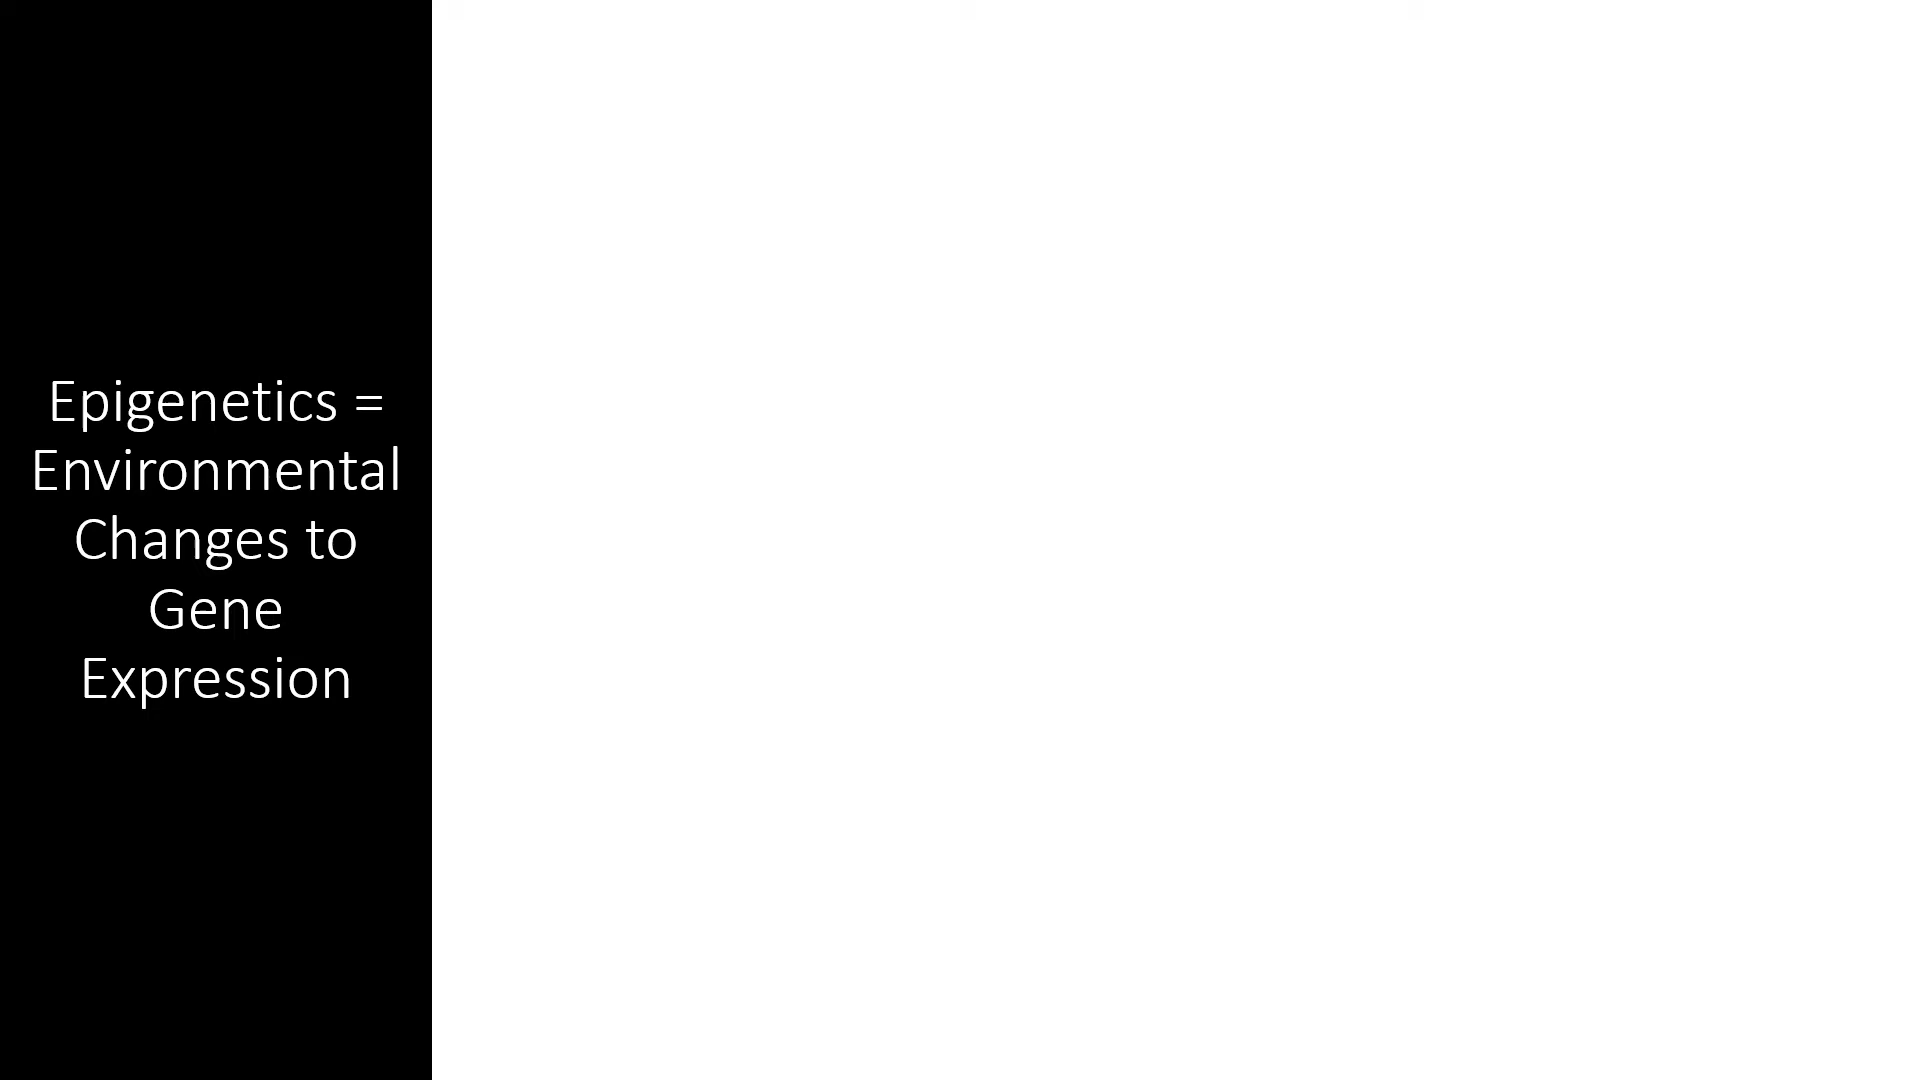 Epigenetics =
Environmental
Changes to
Gene
Expression